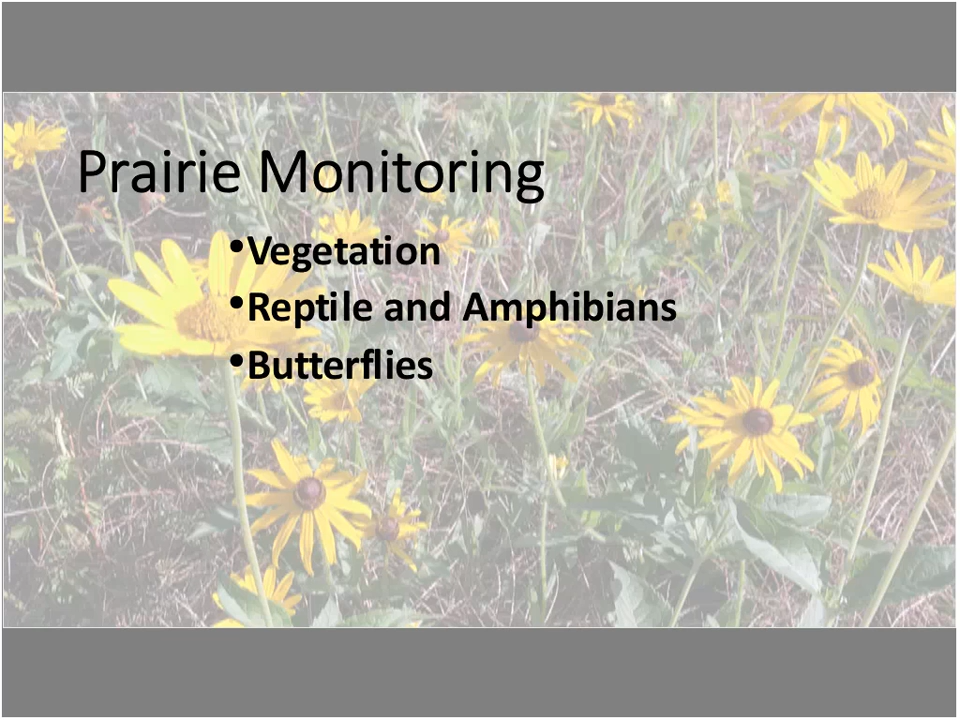 Prairie Monitoring
•Vegetation
•Reptile and Amphibians
•Butterflies